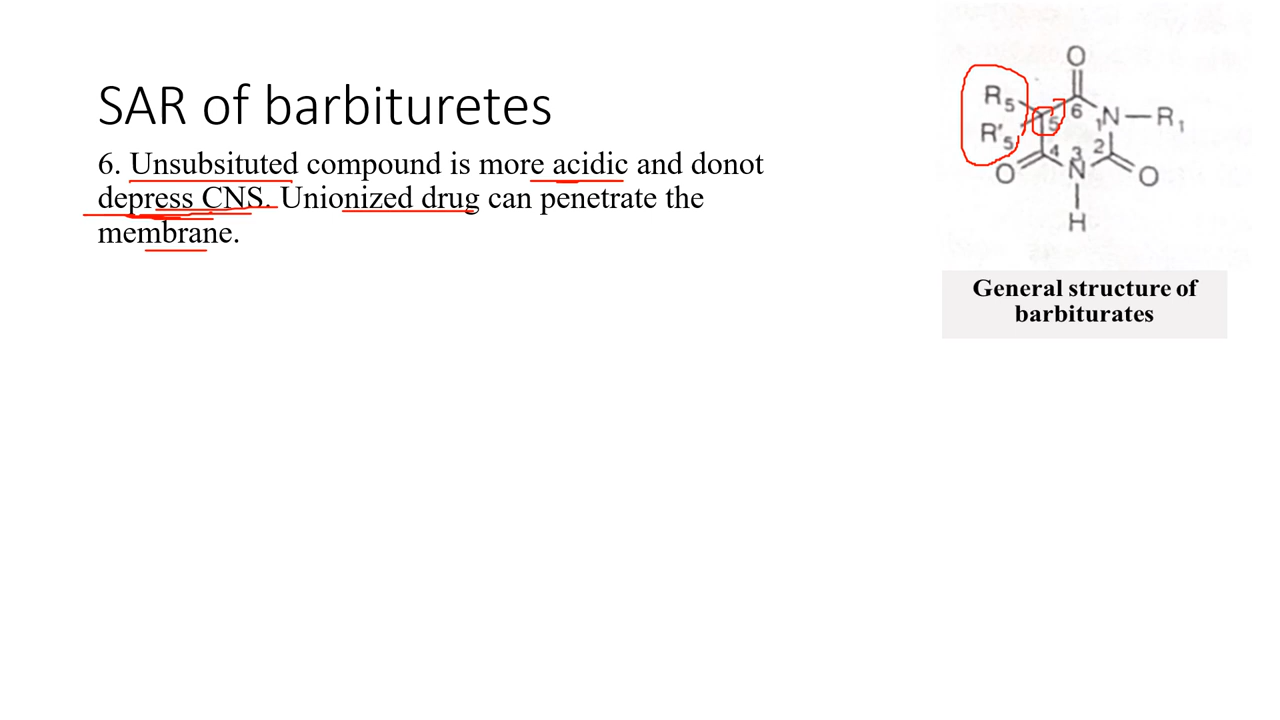 SAR of barbituretes
6. Unsubsituted compound is more acidic and donot
depress CNS. Unionized drug can penetrate the
membrane.
O
R5
6
N
R1
1
5
R'5
4
3
2
O
N
O
H
General structure of
barbiturates